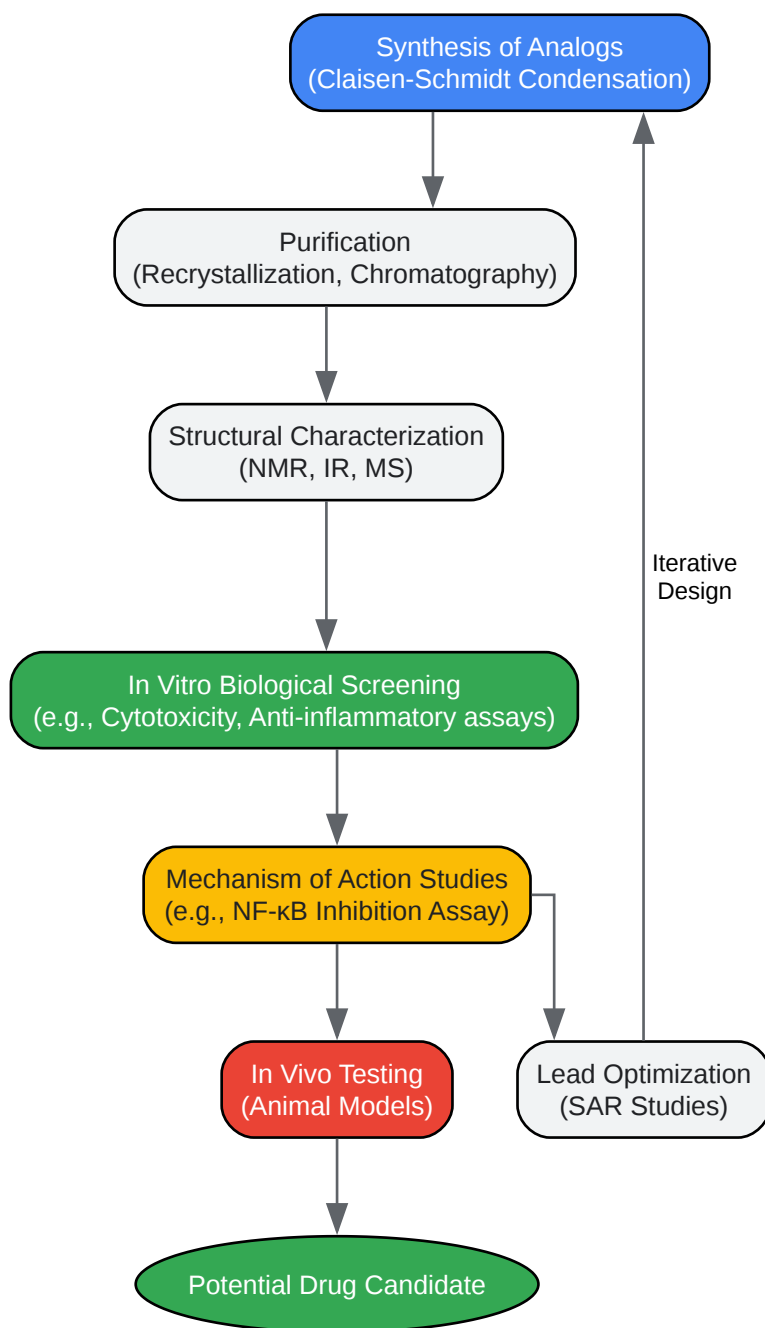 Synthesis of Analogs
(Claisen-Schmidt Condensation)
Purification
(Recrystallization, Chromatography)
Structural Characterization
(NMR, IR, MS)
Iterative
Design
In Vitro Biological Screening
(e.g., Cytotoxicity, Anti-inflammatory assays)
Mechanism of Action Studies
(e.g., NF-κB Inhibition Assay)
In Vivo Testing
(Animal Models)
Lead Optimization
(SAR Studies)
Potential Drug Candidate